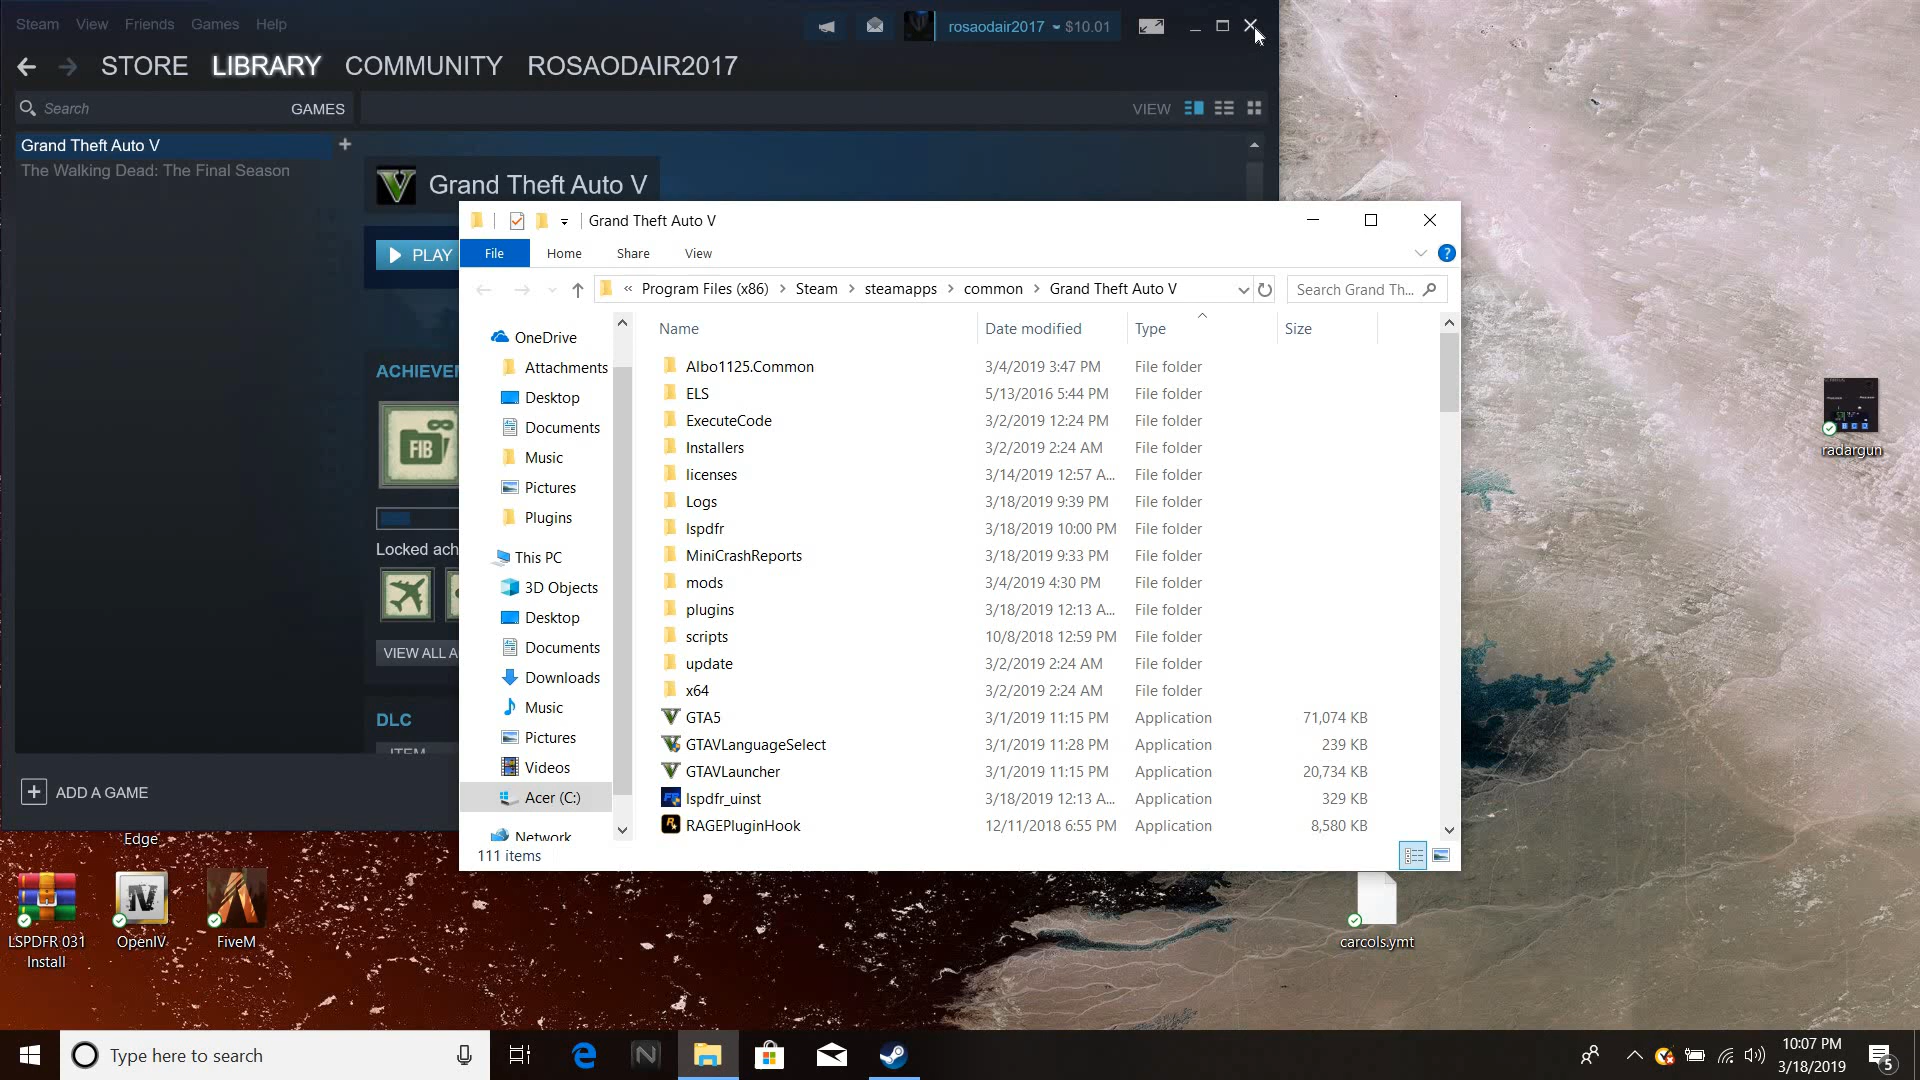 Steam View Friends Games Help
rosaodair2017 $10.01
STORE LIBRARY COMMUNITY ROSAODAIR2017
Search GAMES VIEW
Grand Theft Auto V
The Walking Dead: The Final Season
Grand Theft Auto V
PLAY
ACHIEVEM
FIB
Locked ach
VIEW ALL A
DLC
ITEM
ADD A GAME
Grand Theft Auto V
File Home Share View
« Program Files (x86) Steam steamapps common Grand Theft Auto V
Search Grand Th...
OneDrive
Attachments
Desktop
Documents
Music
Pictures
Plugins
This PC
3D Objects
Desktop
Documents
Downloads
Music
Pictures
Videos
Acer (C:)
Network
Name Date modified Type Size
Albo1125.Common 3/4/2019 3:47 PM File folder
ELS 5/13/2016 5:44 PM File folder
ExecuteCode 3/2/2019 12:24 PM File folder
Installers 3/2/2019 2:24 AM File folder
licenses 3/14/2019 12:57 A... File folder
Logs 3/18/2019 9:39 PM File folder
lspdfr 3/18/2019 10:00 PM File folder
MiniCrashReports 3/18/2019 9:33 PM File folder
mods 3/4/2019 4:30 PM File folder
plugins 3/18/2019 12:13 A... File folder
scripts 10/8/2018 12:59 PM File folder
update 3/2/2019 2:24 AM File folder
x64 3/2/2019 2:24 AM File folder
GTA5 3/1/2019 11:15 PM Application 71,074 KB
GTAVLanguageSelect 3/1/2019 11:28 PM Application 239 KB
GTAVLauncher 3/1/2019 11:15 PM Application 20,734 KB
lspdfr_uinst 3/18/2019 12:13 A... Application 329 KB
RAGEPluginHook 12/11/2018 6:55 PM Application 8,580 KB
111 items
radargun
Edge
LSPDFR 031 Install
OpenIV
FiveM
carcols.ymt
Type here to search
10:07 PM
3/18/2019
5